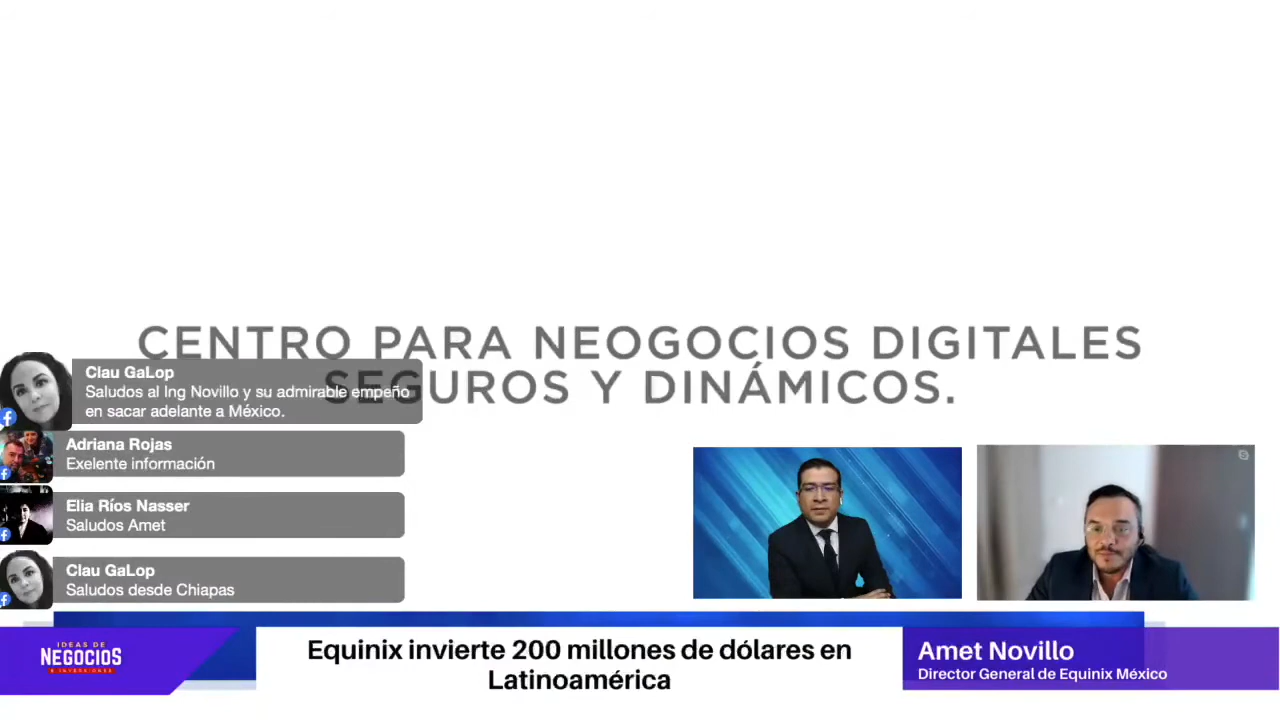 CENTRO PARA NEOGOCIOS DIGITALES
SEGUROS Y DINÁMICOS.
Clau GaLop
Saludos al Ing Novillo y su admirable empeño
en sacar adelante a México.
Adriana Rojas
Exelente información
Elia Ríos Nasser
Saludos Amet
Clau GaLop
Saludos desde Chiapas
IDEAS DE
NEGOCIOS
E INVERSIONES
Equinix invierte 200 millones de dólares en
Latinoamérica
Amet Novillo
Director General de Equinix México